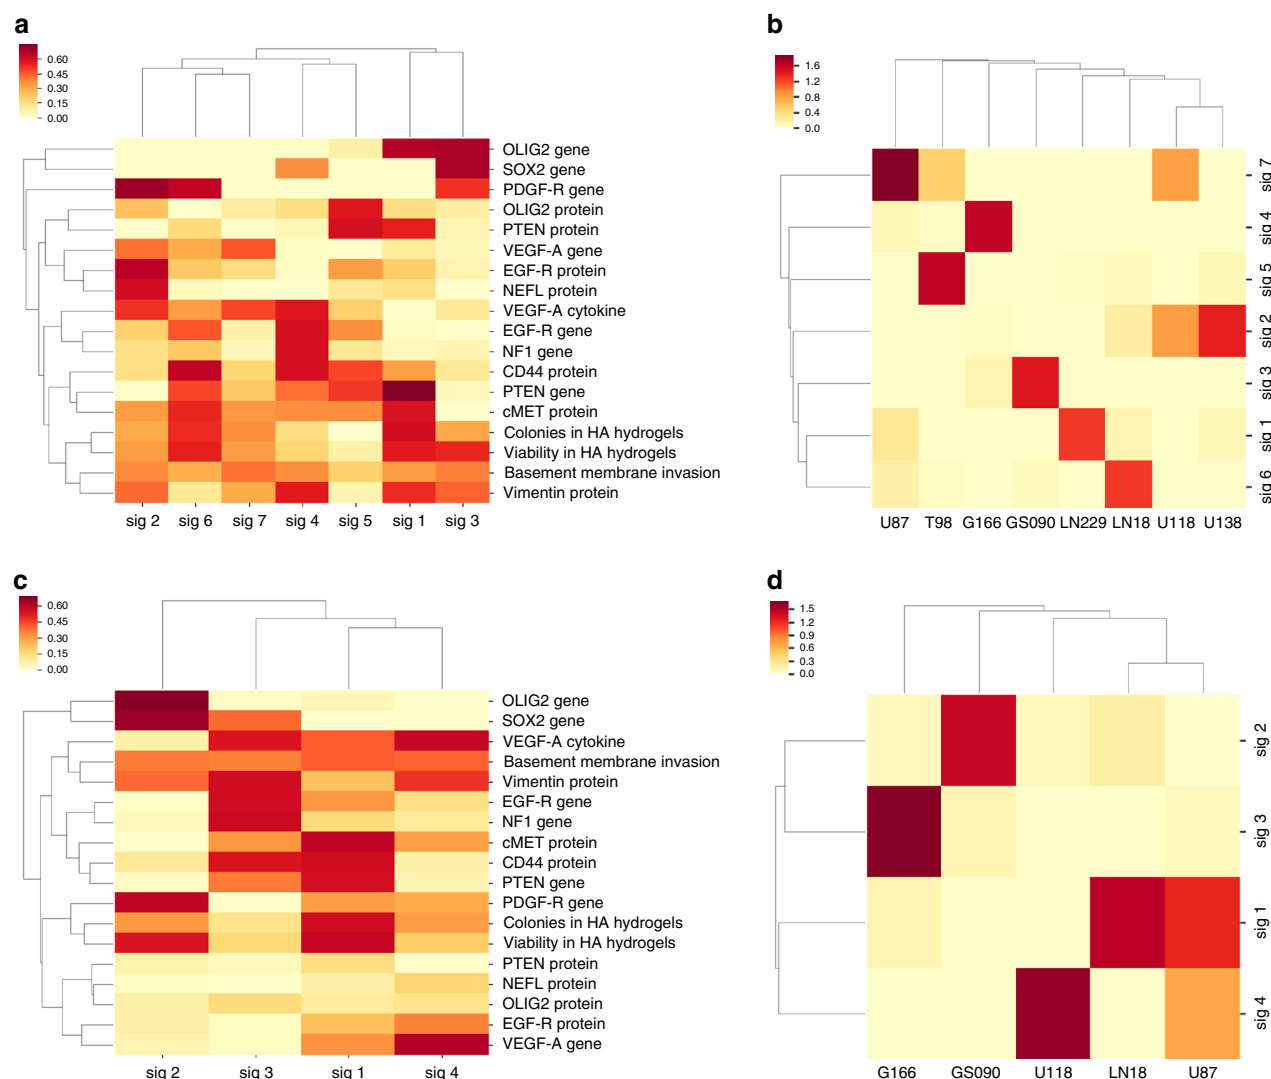 a
0.60
0.45
0.30
0.15
0.00
OLIG2 gene
SOX2 gene
PDGF-R gene
OLIG2 protein
PTEN protein
VEGF-A gene
EGF-R protein
NEFL protein
VEGF-A cytokine
EGF-R gene
NF1 gene
CD44 protein
PTEN gene
cMET protein
Colonies in HA hydrogels
Viability in HA hydrogels
Basement membrane invasion
Vimentin protein
sig 2 sig 6 sig 7 sig 4 sig 5 sig 1 sig 3
b
1.6
1.2
0.8
0.4
0.0
sig 7
sig 4
sig 5
sig 2
sig 3
sig 1
sig 6
U87 T98 G166 GS090 LN229 LN18 U118 U138
c
0.60
0.45
0.30
0.15
0.00
OLIG2 gene
SOX2 gene
VEGF-A cytokine
Basement membrane invasion
Vimentin protein
EGF-R gene
NF1 gene
cMET protein
CD44 protein
PTEN gene
PDGF-R gene
Colonies in HA hydrogels
Viability in HA hydrogels
PTEN protein
NEFL protein
OLIG2 protein
EGF-R protein
VEGF-A gene
sig 2 sig 3 sig 1 sig 4
d
1.5
1.2
0.9
0.6
0.3
0.0
sig 2
sig 3
sig 1
sig 4
G166 GS090 U118 LN18 U87